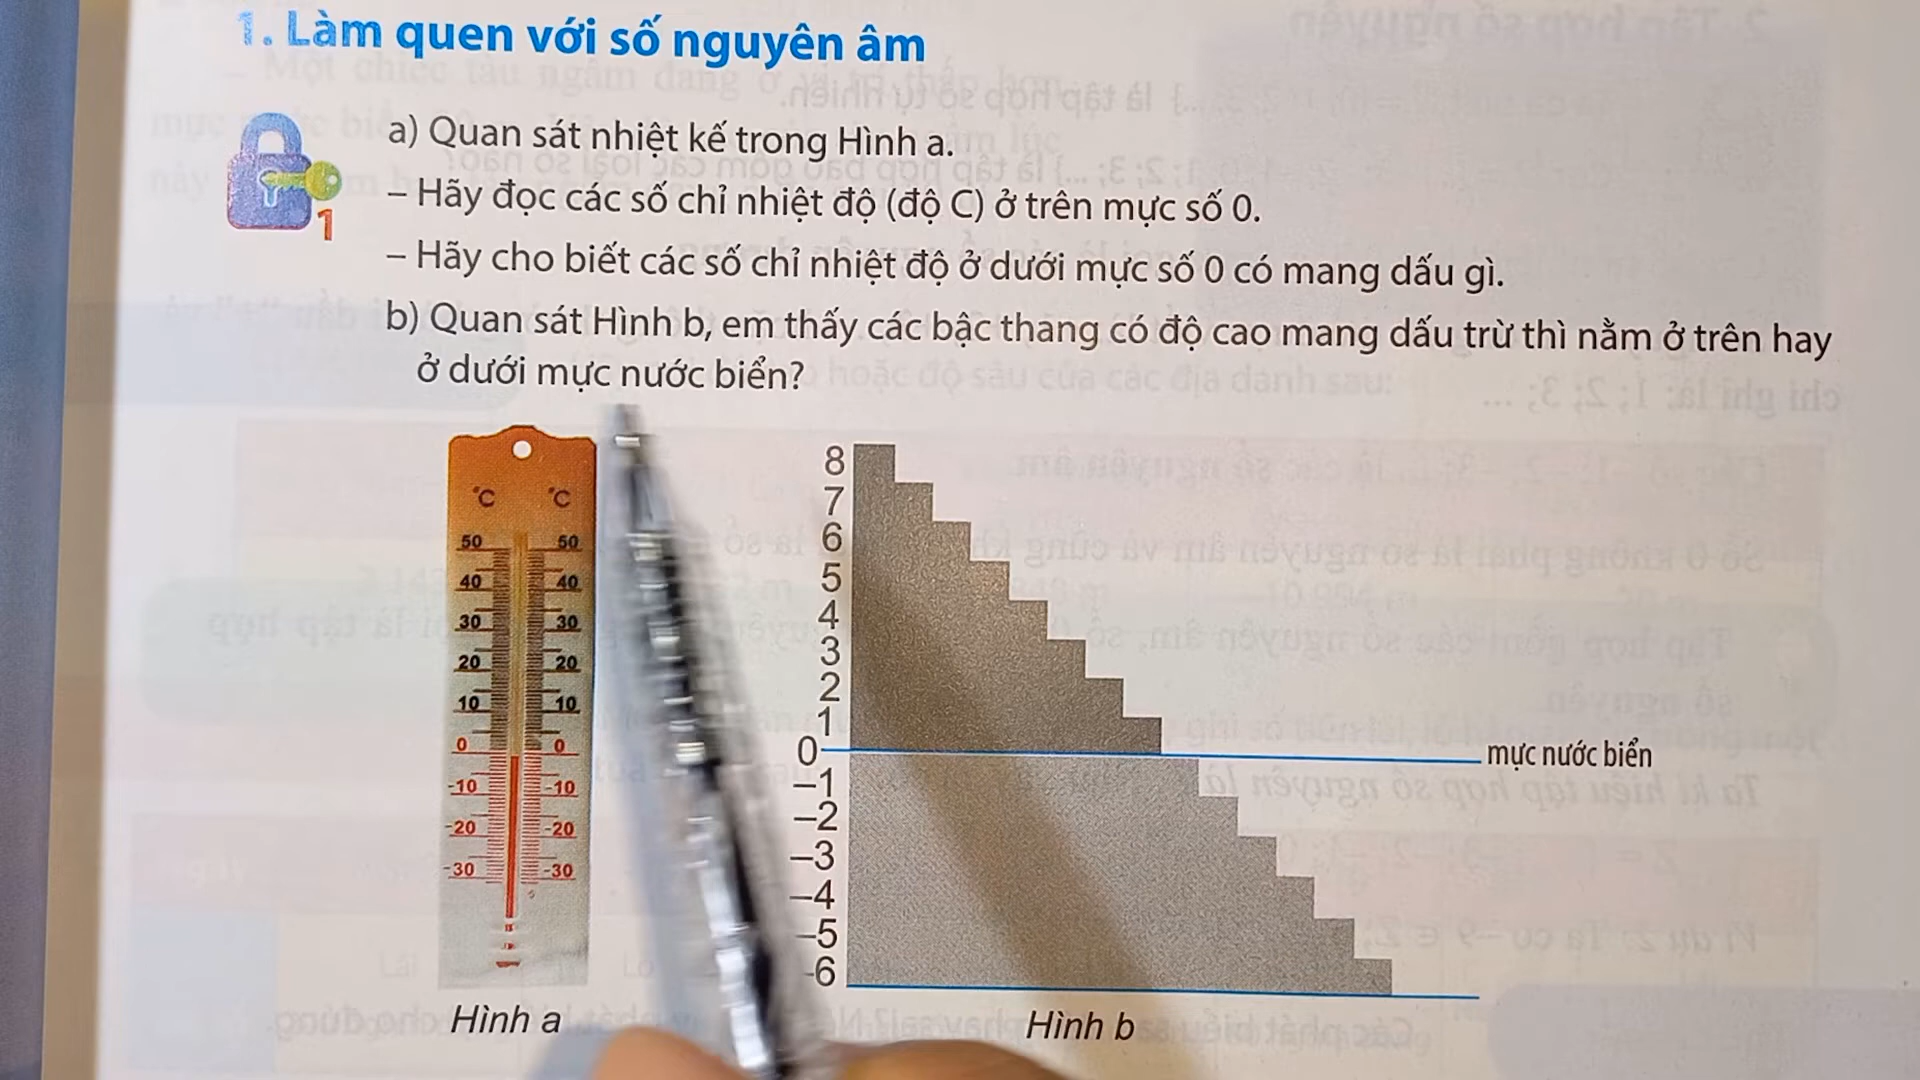 1. Làm quen với số nguyên âm
a) Quan sát nhiệt kế trong Hình a.
– Hãy đọc các số chỉ nhiệt độ (độ C) ở trên mực số 0.
1
– Hãy cho biết các số chỉ nhiệt độ ở dưới mực số 0 có mang dấu gì.
b) Quan sát Hình b, em thấy các bậc thang có độ cao mang dấu trừ thì nằm ở trên hay
ở dưới mực nước biển?
°C °C
50 50
40 40
30 30
20 20
10 10
0 0
-10 -10
-20 -20
-30 -30
Hình a
8
7
6
5
4
3
2
1
0 mực nước biển
–1
–2
–3
–4
–5
-6
Hình b